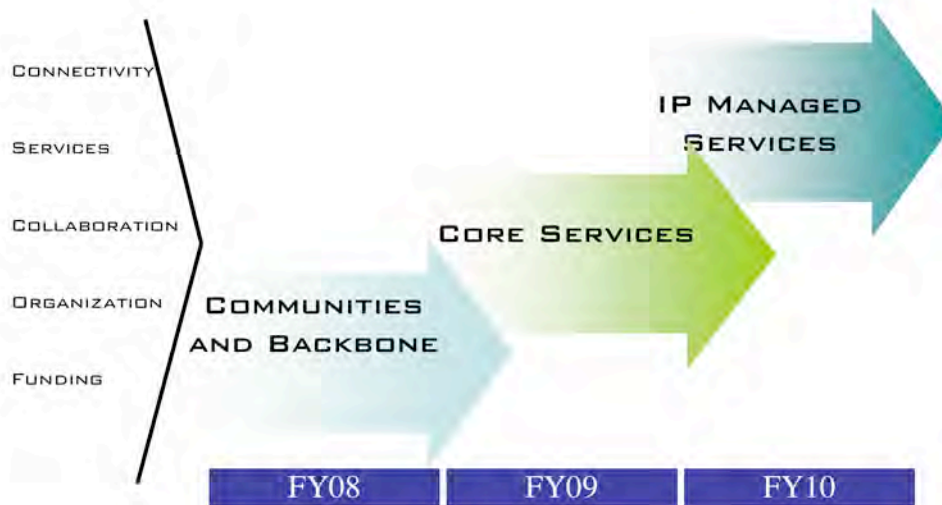 Connectivity
Services
Collaboration
Organization
Funding
Communities
and Backbone
Core Services
IP Managed
Services
FY08
FY09
FY10